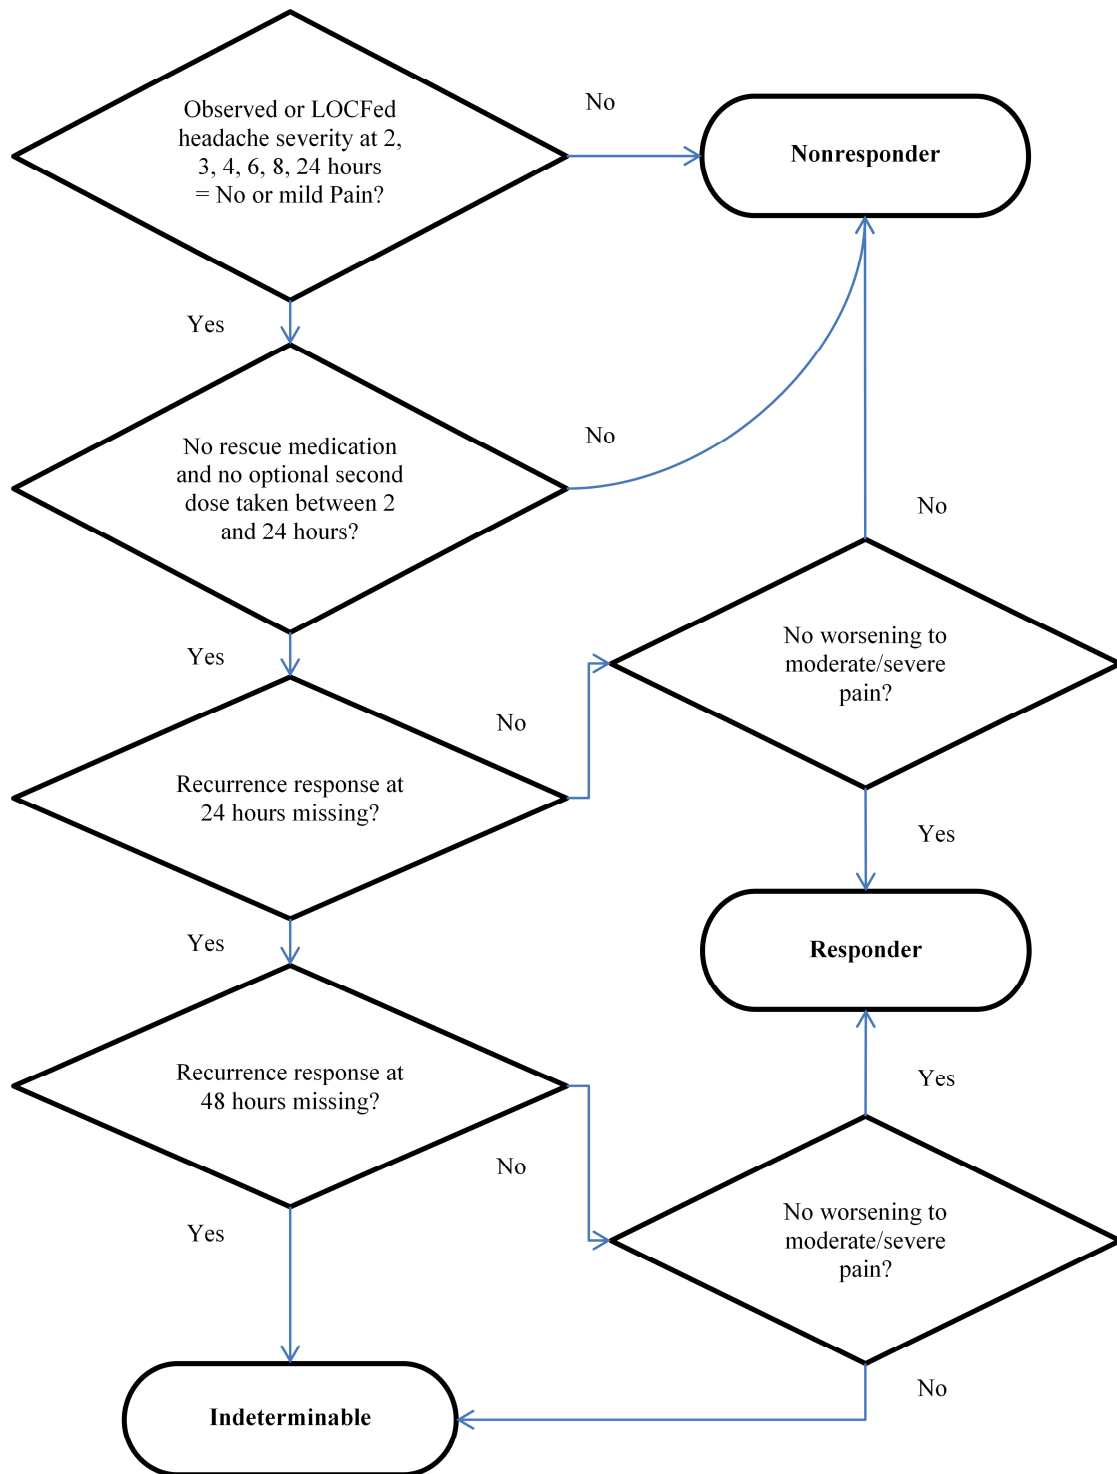 Observed or LOCFed
headache severity at 2,
3, 4, 6, 8, 24 hours
= No or mild Pain?
No
Nonresponder
Yes
No rescue medication
and no optional second
dose taken between 2
and 24 hours?
No
No
Yes
No worsening to
moderate/severe
pain?
No
Recurrence response at
24 hours missing?
Yes
Yes
Responder
Recurrence response at
48 hours missing?
Yes
No
No worsening to
moderate/severe
pain?
Yes
No
Indeterminable